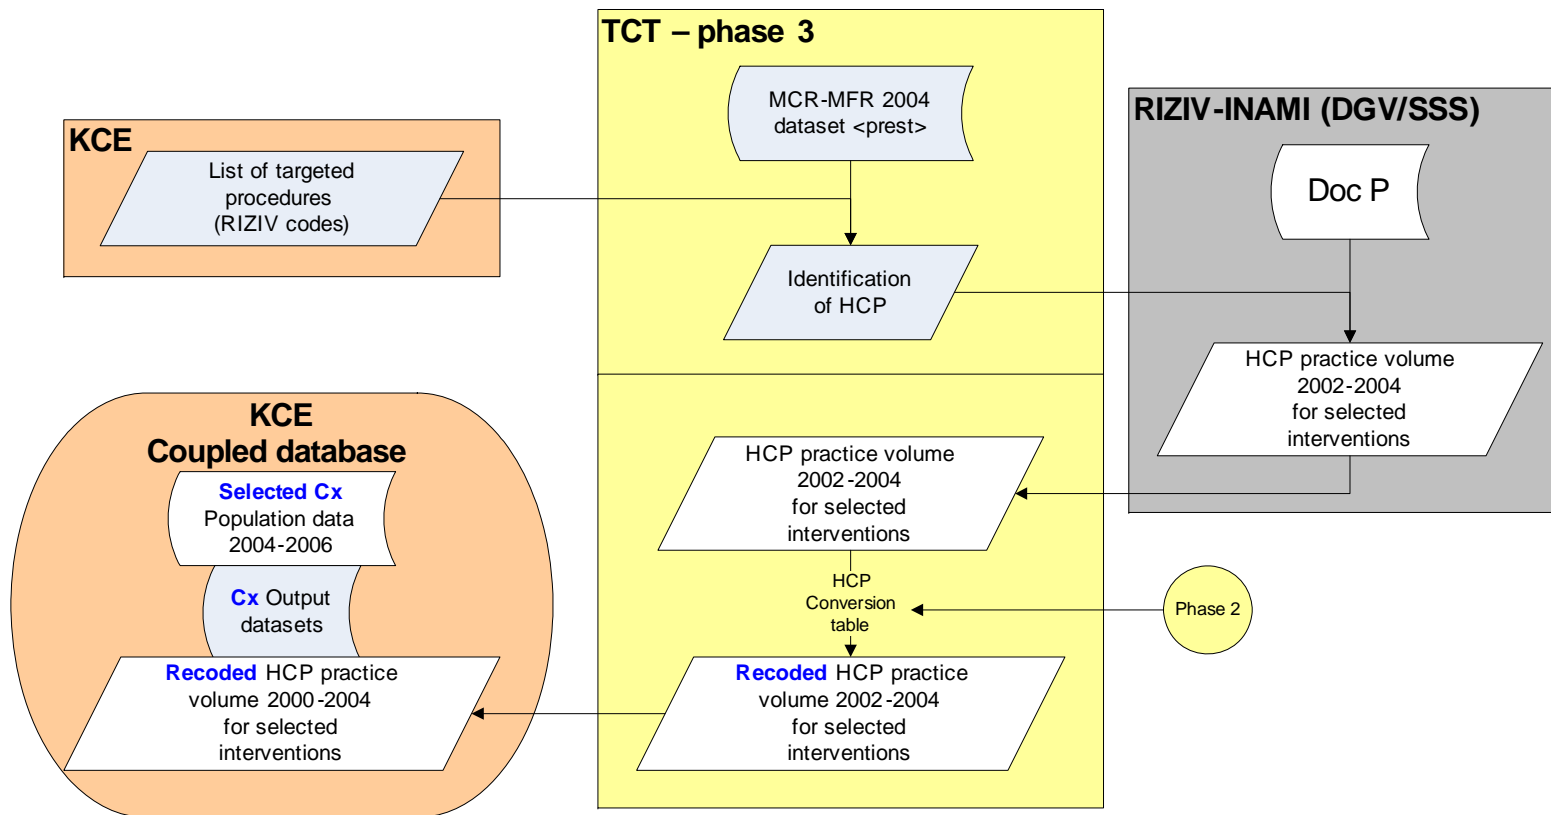 TCT – phase 3
MCR-MFR 2004
dataset <prest>
KCE
List of targeted
procedures
(RIZIV codes)
Identification
of HCP
RIZIV-INAMI (DGV/SSS)
Doc P
HCP practice volume
2002-2004
for selected
interventions
HCP practice volume
2002-2004
for selected
interventions
HCP
Conversion
table
Phase 2
Recoded HCP practice
volume 2002-2004
for selected
interventions
KCE
Coupled database
Selected Cx
Population data
2004-2006
Cx Output
datasets
Recoded HCP practice
volume 2000-2004
for selected
interventions